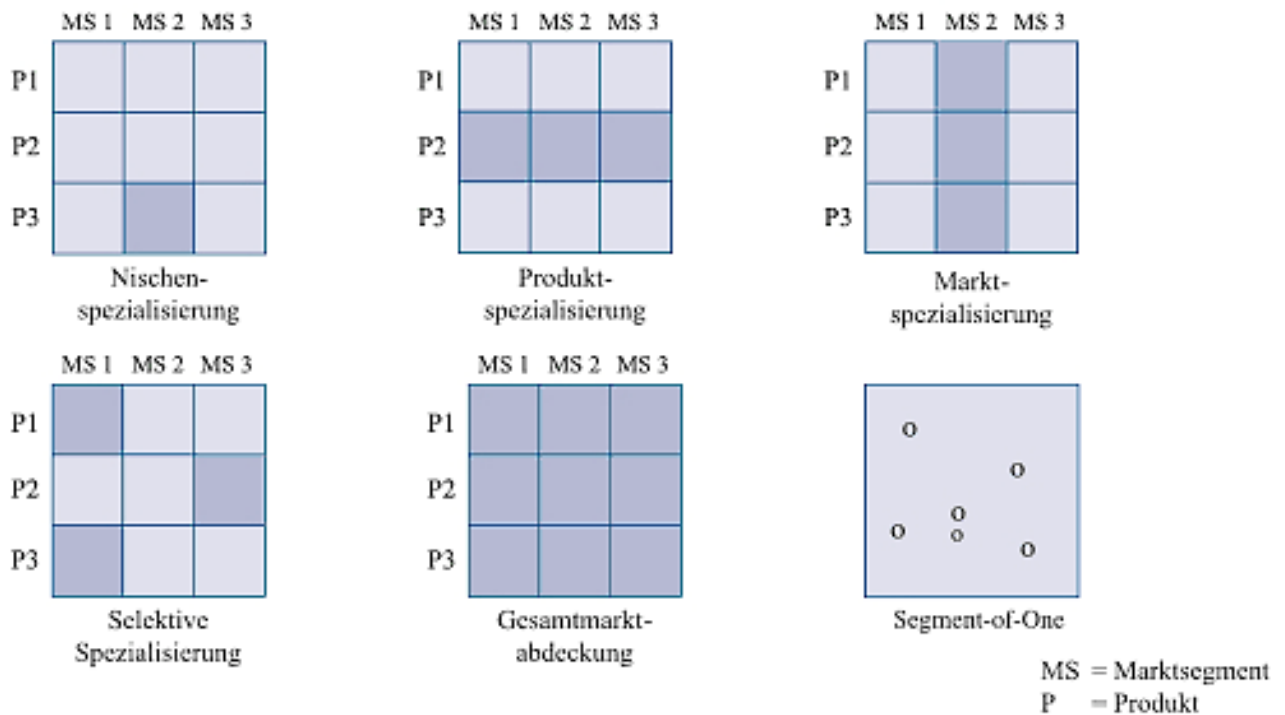 MS 1 MS 2 MS 3
P1
P2
P3
Nischen-
spezialisierung
MS 1 MS 2 MS 3
P1
P2
P3
Produkt-
spezialisierung
MS 1 MS 2 MS 3
P1
P2
P3
Markt-
spezialisierung
MS 1 MS 2 MS 3
P1
P2
P3
Selektive
Spezialisierung
MS 1 MS 2 MS 3
P1
P2
P3
Gesamtmarkt-
abdeckung
o
o
o
o
o
o
Segment-of-One
MS = Marktsegment
P = Produkt